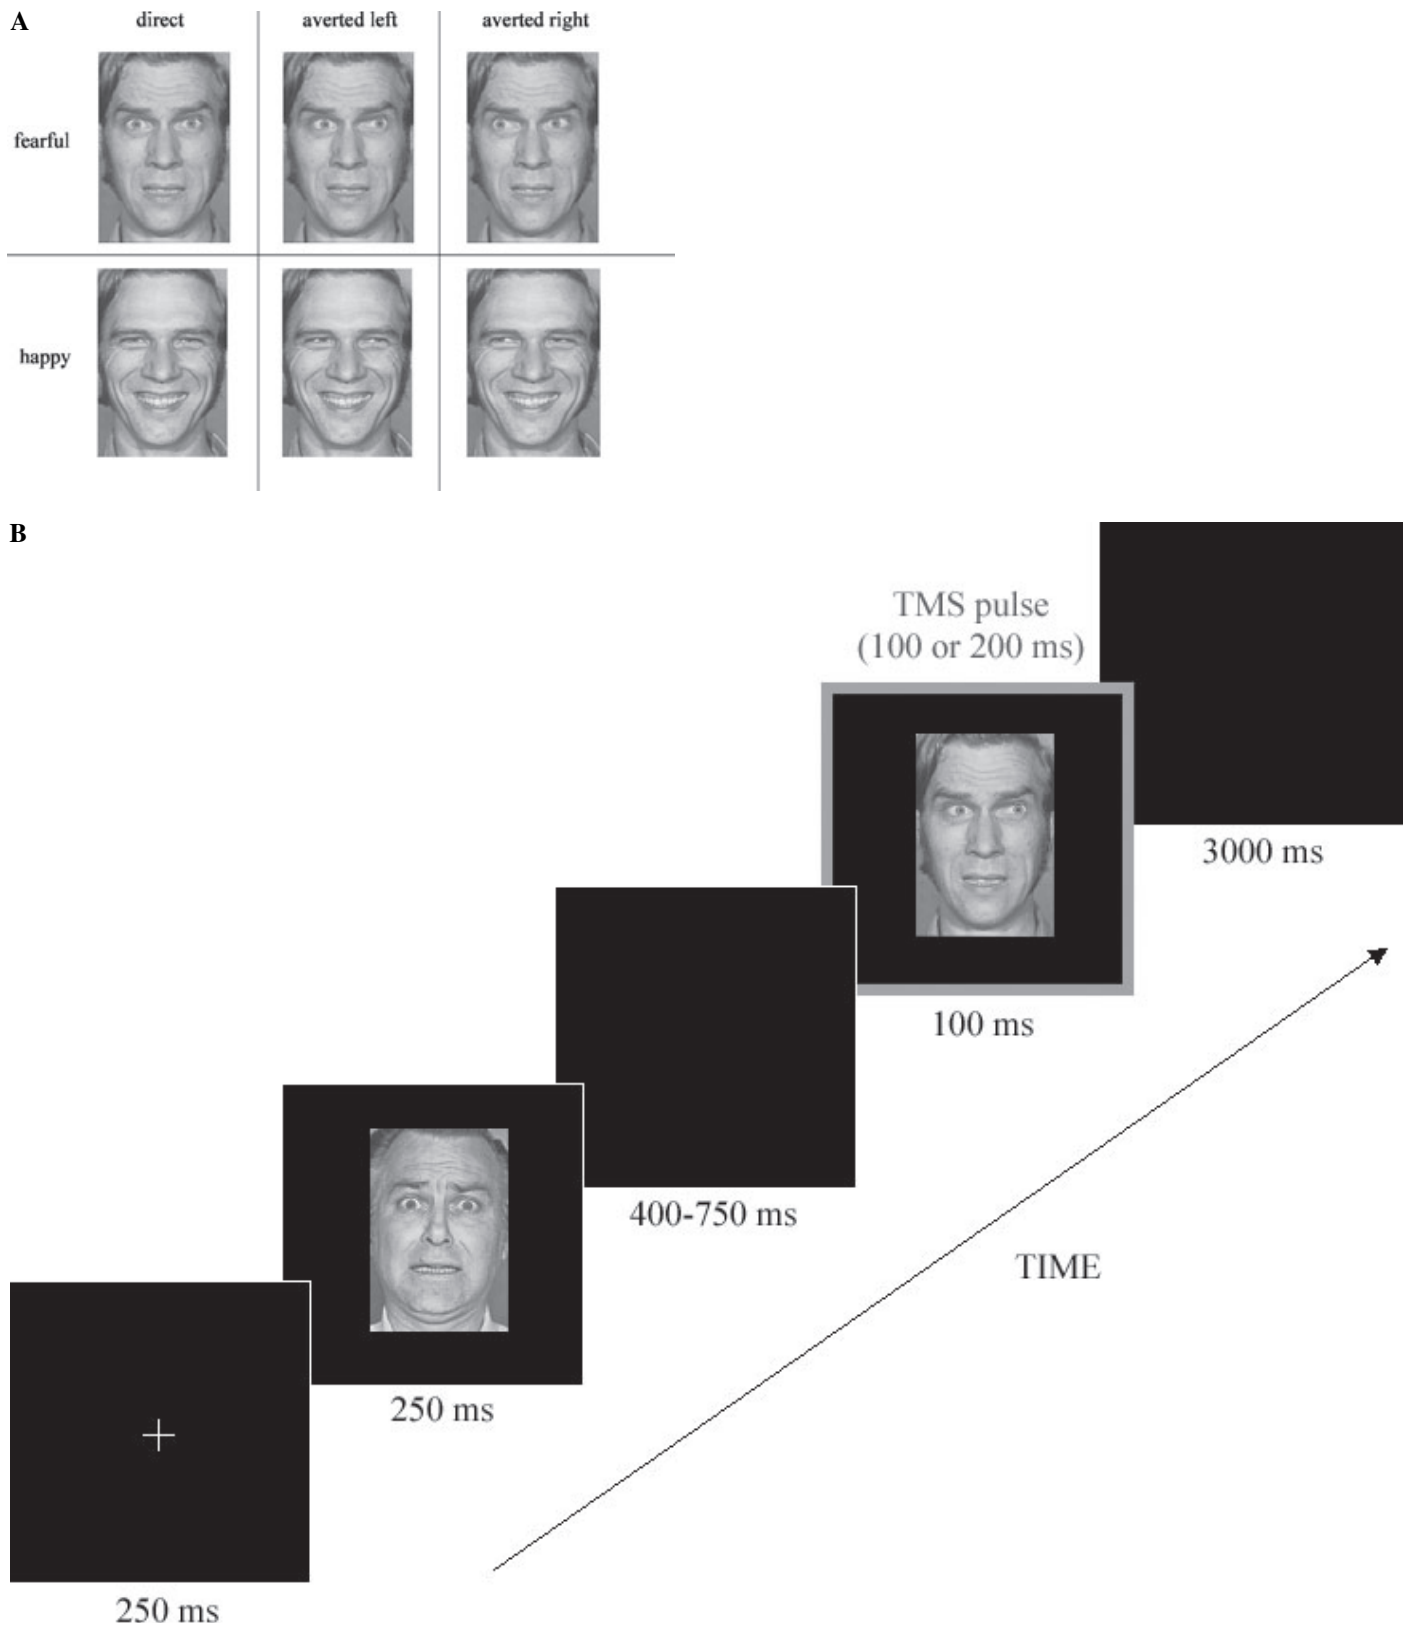 A
direct
averted left
averted right
fearful
happy
B
TMS pulse
(100 or 200 ms)
3000 ms
100 ms
400-750 ms
TIME
250 ms
250 ms